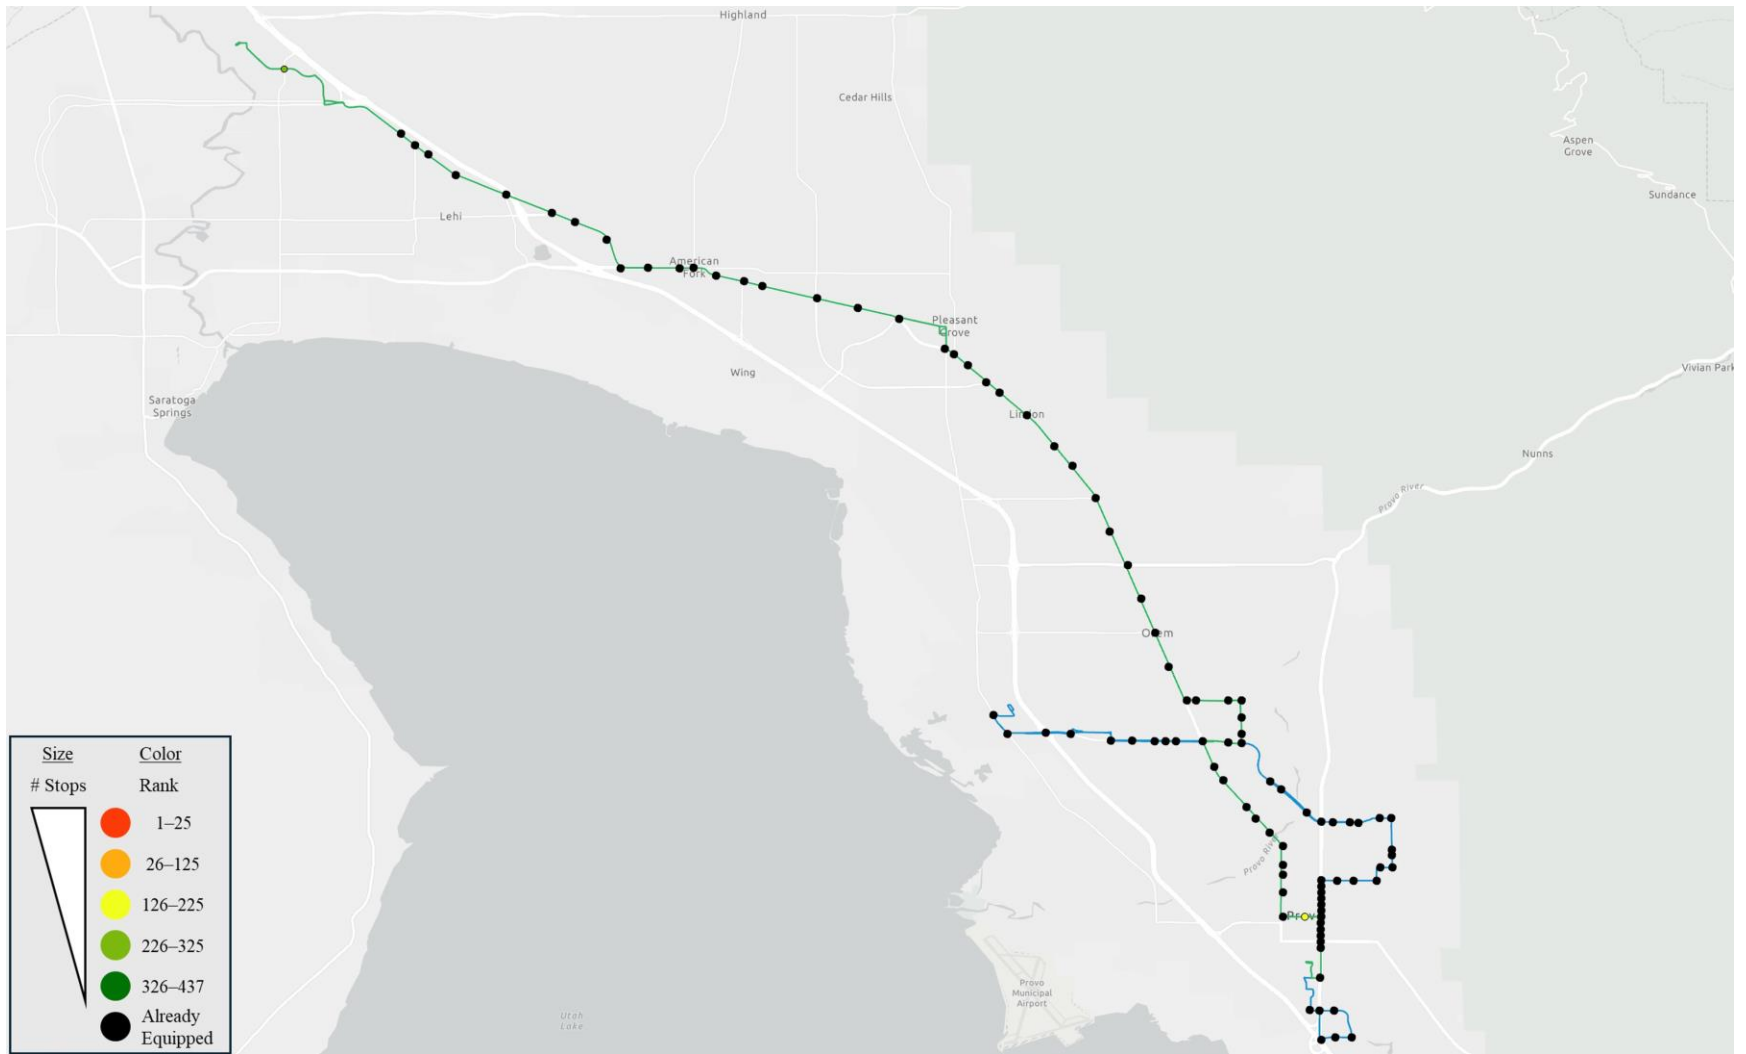 Highland
Cedar Hills
Aspen
Grove
Sundance
Lehi
American
Fork
Pleasant
Grove
Vivian Park
Wing
Saratoga
Springs
Lindon
Nunns
Provo River
Orem
Provo River
Prov
Provo
Municipal
Airport
Utah
Lake
Size Color
# Stops Rank
1–25
26–125
126–225
226–325
326–437
Already
Equipped